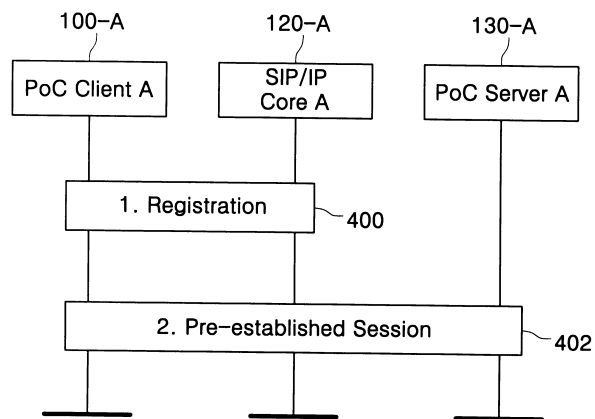 100-A
120-A
130-A
PoC Client A
SIP/IP
Core A
PoC Server A
1. Registration
400
2. Pre-established Session
402